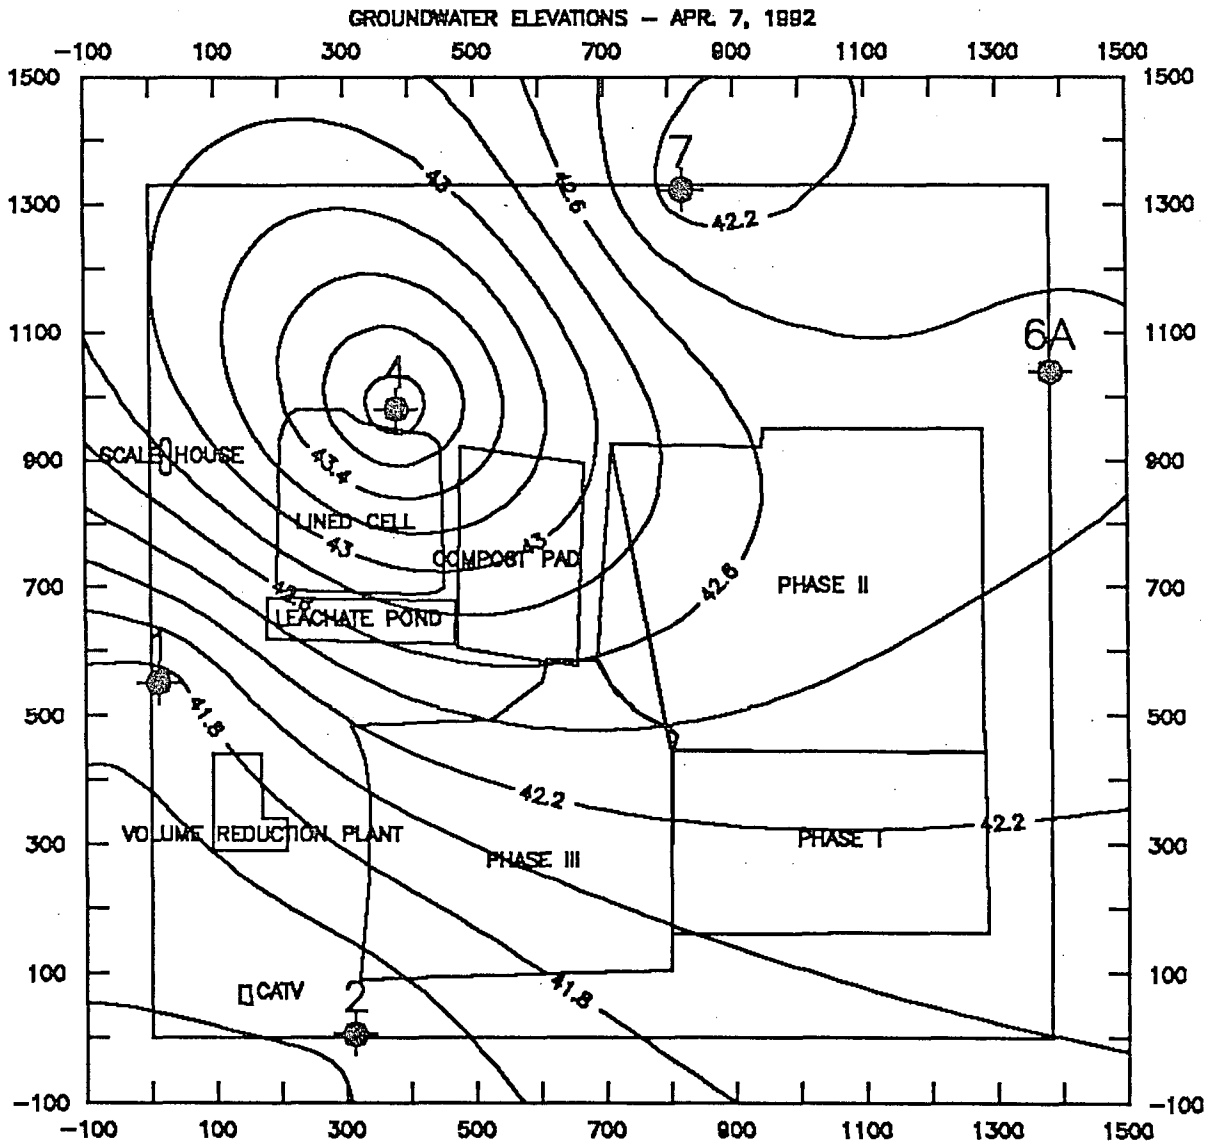 GROUNDWATER ELEVATIONS – APR. 7, 1992
-100 100 300 500 700 900 1100 1300 1500
1500 1500
7
43
42.6
1300 1300
42.2
1100 1100
6A
4
SCALE HOUSE
900 900
43.4
LINED CELL
43
COMPOST PAD
43
42.6
PHASE II
700 700
42.6
LEACHATE POND
1
500 500
41.8
42.2
42.2
VOLUME REDUCTION PLANT
PHASE I
300 300
PHASE III
100 100
41.8
CATV
2
-100 -100
-100 100 300 500 700 900 1100 1300 1500